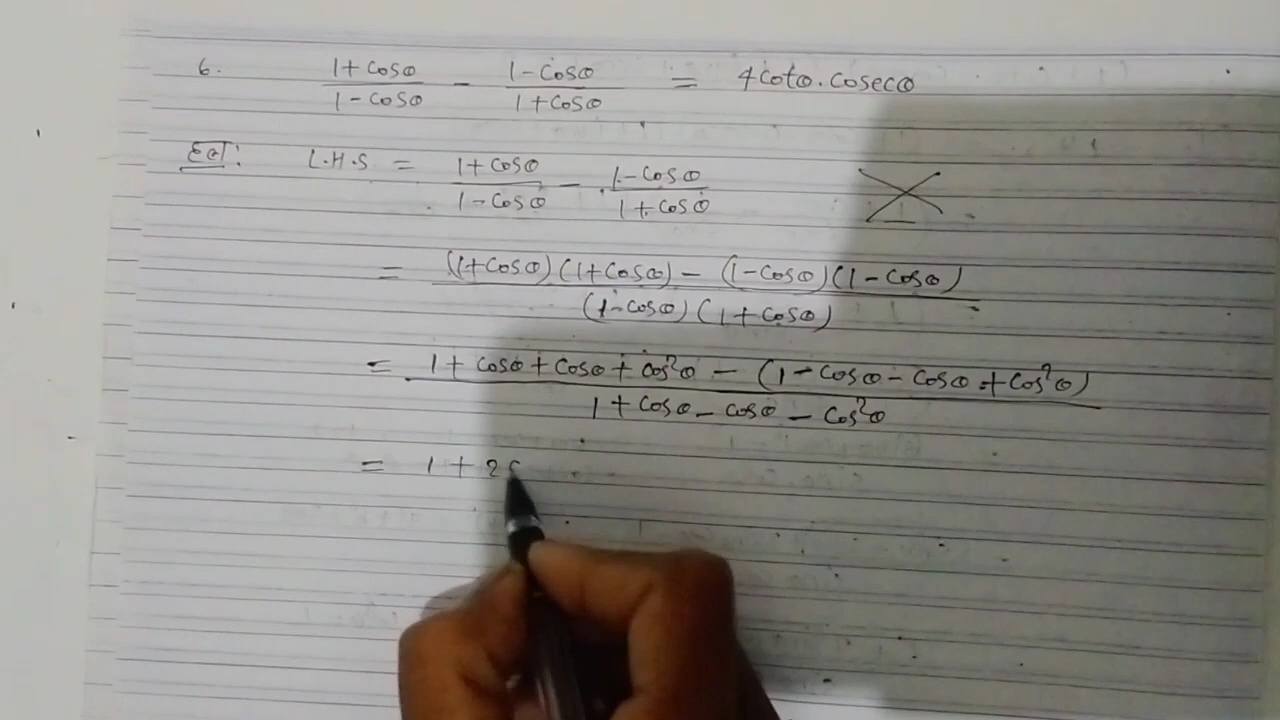 6. (1+cosθ)/(1-cosθ) - (1-cosθ)/(1+cosθ) = 4cotθ.cosecθ
L.H.S = (1+cosθ)/(1-cosθ) - (1-cosθ)/(1+cosθ)
= ((1+cosθ)(1+cosθ) - (1-cosθ)(1-cosθ))/((1-cosθ)(1+cosθ))
= (1+cosθ+cosθ+cos²θ - (1-cosθ-cosθ+cos²θ))/(1+cosθ-cosθ-cos²θ)
= 1+2c